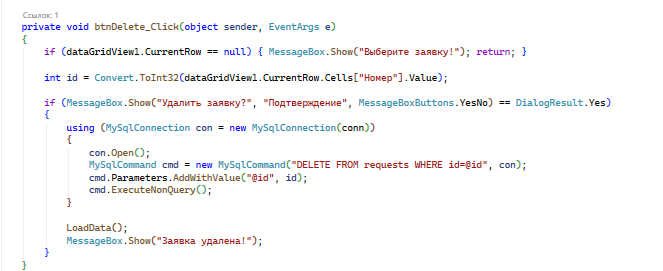 Ссылок: 1
private void btnDelete_Click(object sender, EventArgs e)
{
if (dataGridView1.CurrentRow == null) { MessageBox.Show("Выберите заявку!"); return; }
int id = Convert.ToInt32(dataGridView1.CurrentRow.Cells["Номер"].Value);
if (MessageBox.Show("Удалить заявку?", "Подтверждение", MessageBoxButtons.YesNo) == DialogResult.Yes)
{
using (MySqlConnection con = new MySqlConnection(conn))
{
con.Open();
MySqlCommand cmd = new MySqlCommand("DELETE FROM requests WHERE id=@id", con);
cmd.Parameters.AddWithValue("@id", id);
cmd.ExecuteNonQuery();
}
LoadData();
MessageBox.Show("Заявка удалена!");
}
}